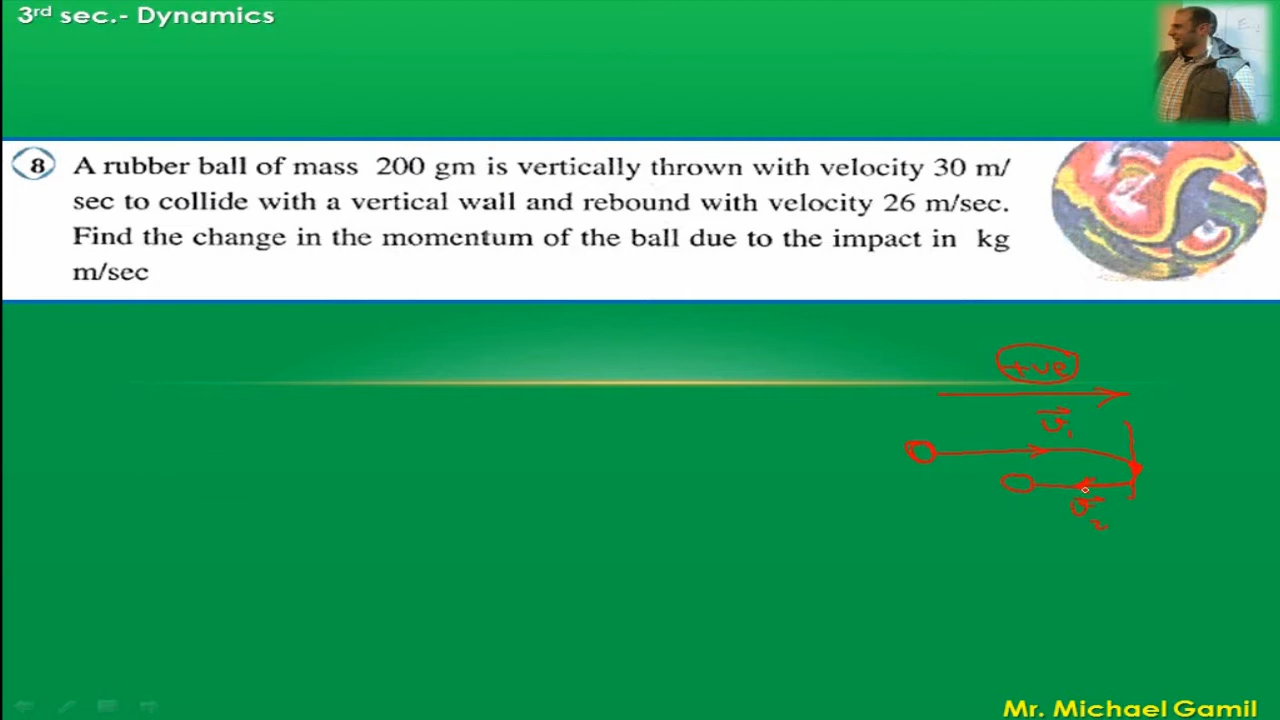 3rd sec.- Dynamics
8 A rubber ball of mass 200 gm is vertically thrown with velocity 30 m/
sec to collide with a vertical wall and rebound with velocity 26 m/sec.
Find the change in the momentum of the ball due to the impact in kg
m/sec
+ve
v⃗1
v⃗2
Mr. Michael Gamil